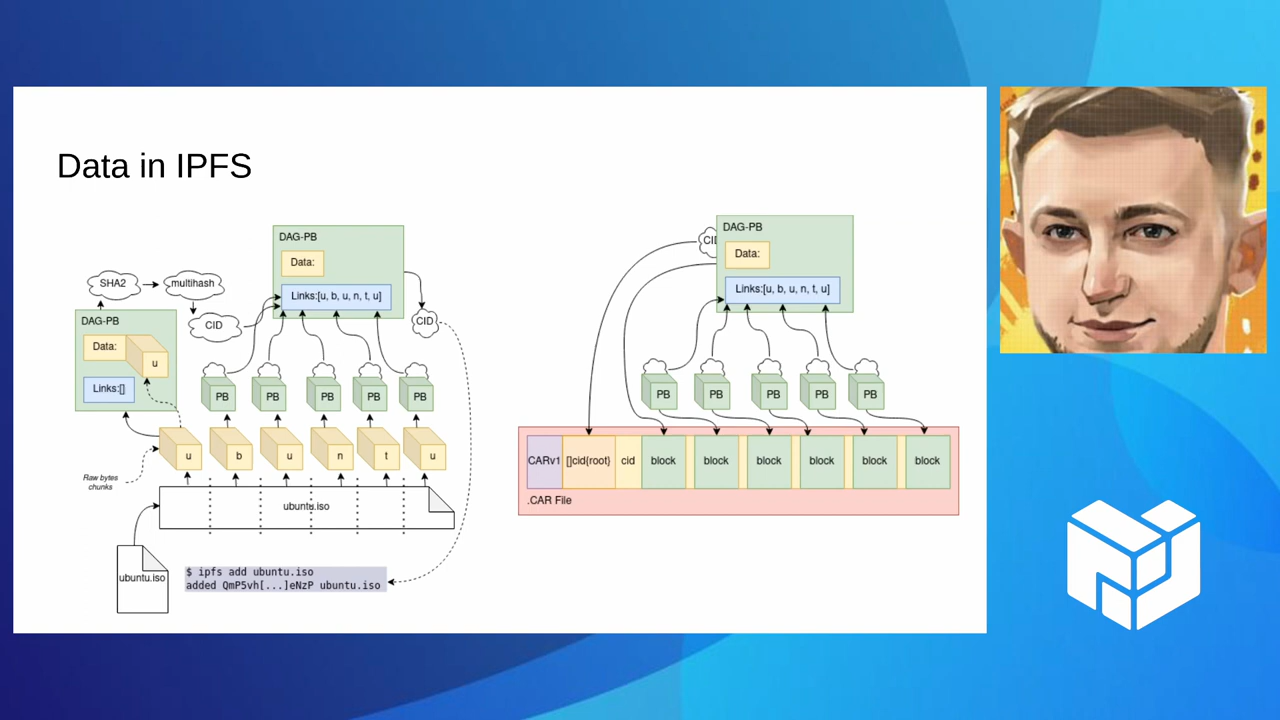 Data in IPFS
DAG-PB
Data:
Links:[u, b, u, n, t, u]
SHA2
multihash
CID
CID
DAG-PB
Data:
u
Links:[]
PB
PB
PB
PB
PB
u
b
u
n
t
u
Raw bytes
chunks
ubuntu.iso
ubuntu.iso
$ ipfs add ubuntu.iso
added QmP5vh[...]eNzP ubuntu.iso
CID
DAG-PB
Data:
Links:[u, b, u, n, t, u]
PB
PB
PB
PB
PB
CARv1
[]cid{root}
cid
block
block
block
block
block
block
.CAR File